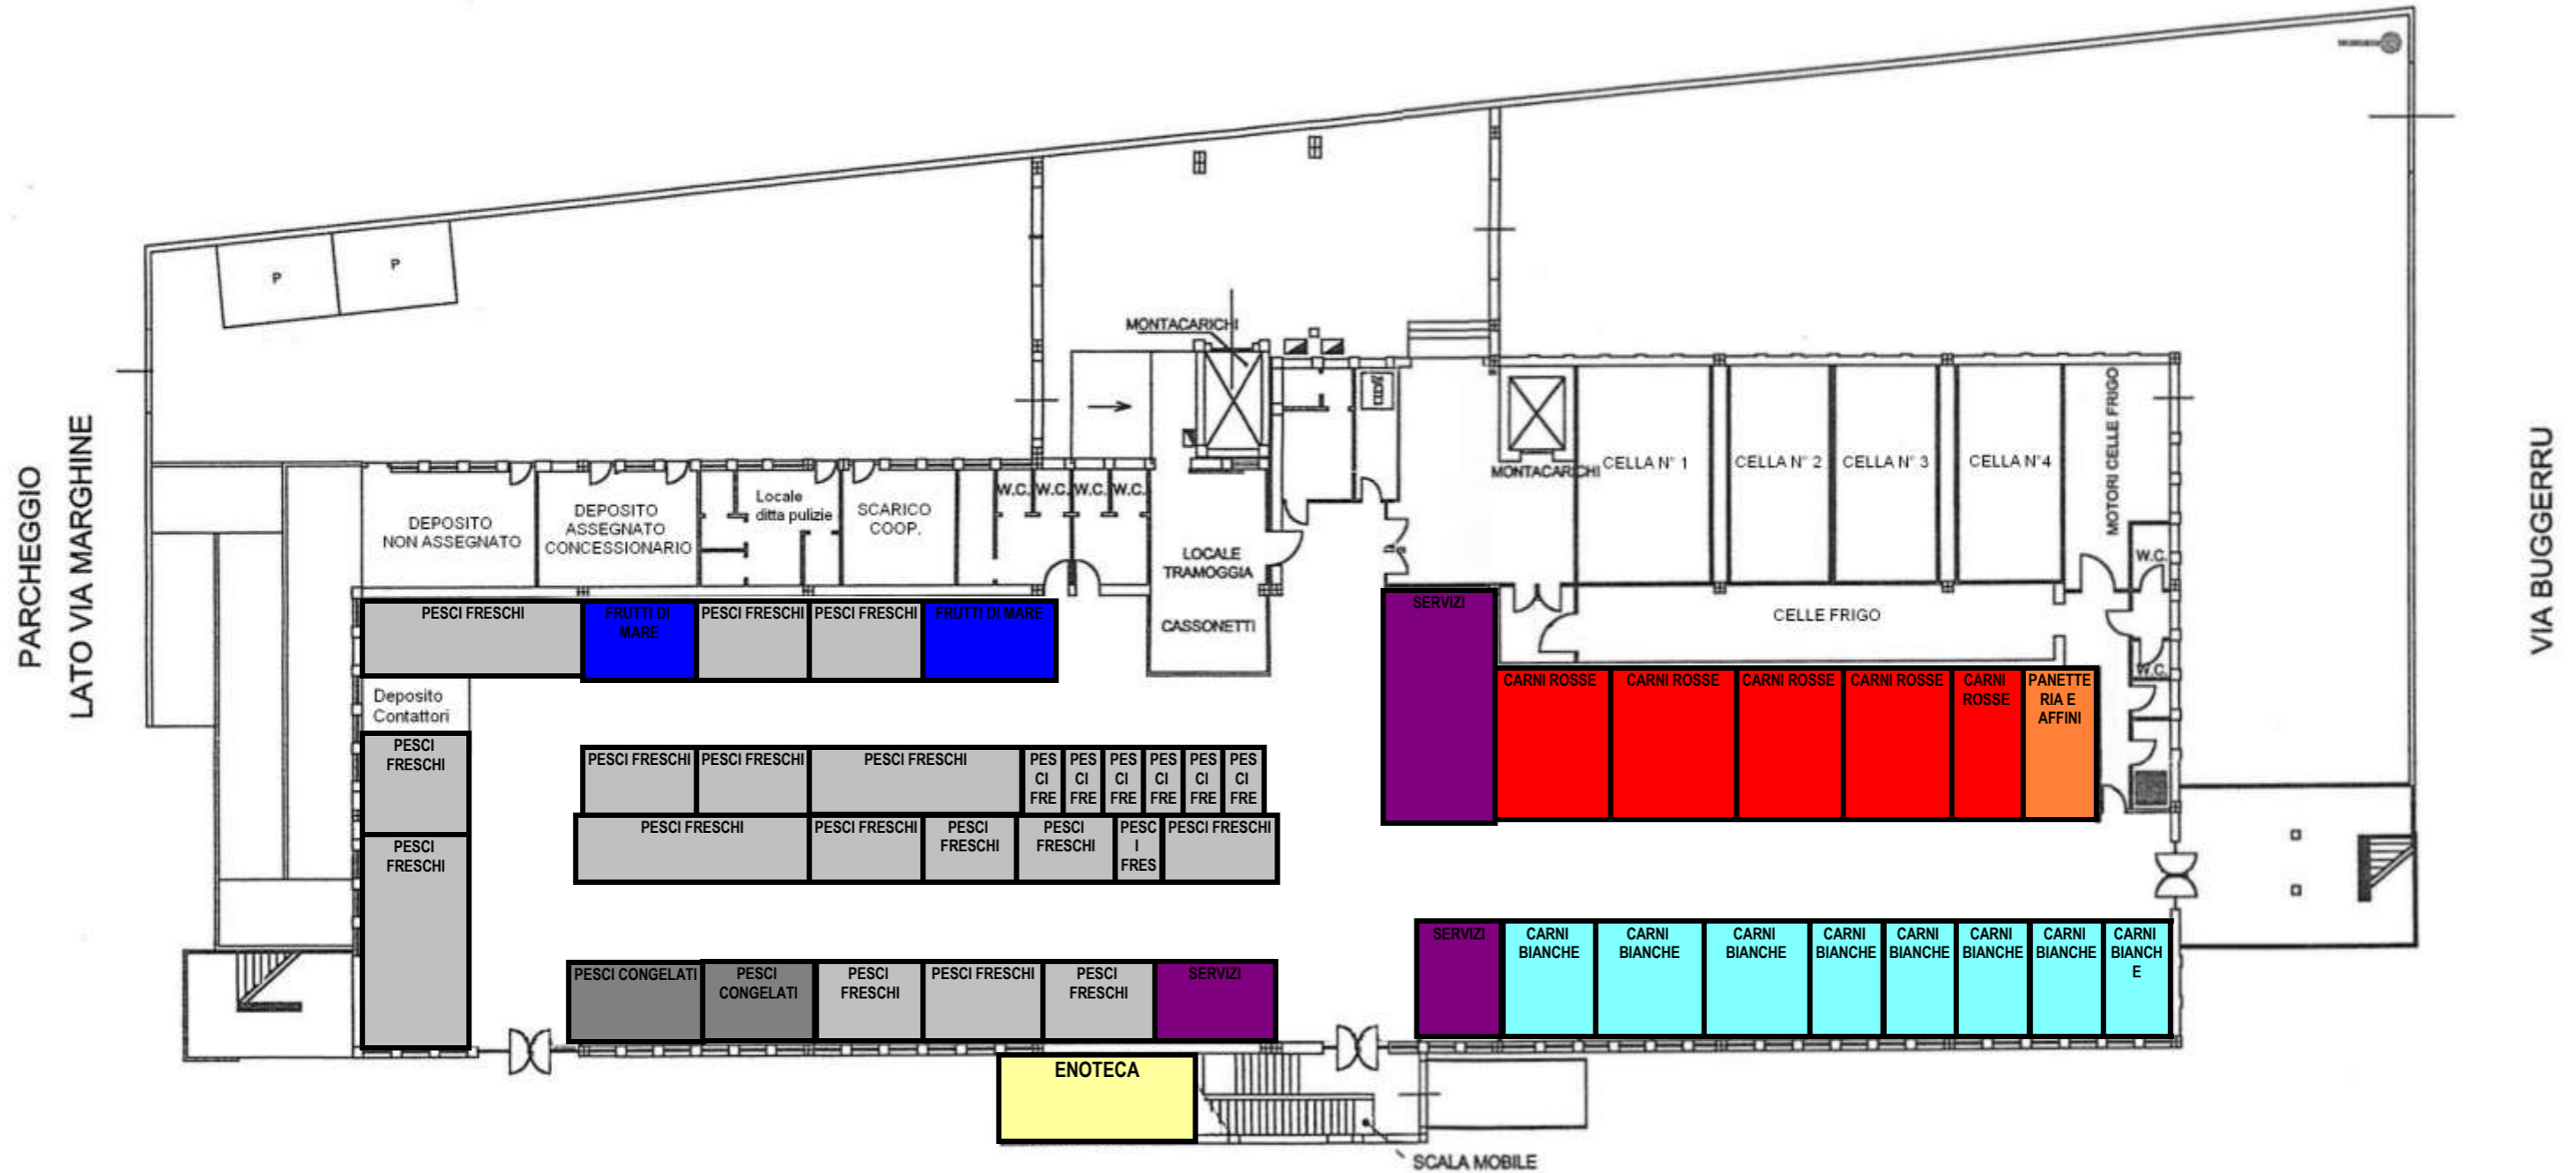 P
P
MONTACARICHI
PARCHEGGIO
LATO VIA MARGHINE
VIA BUGGERRU
MOTORI CELLE FRIGO
DEPOSITO
NON ASSEGNATO
DEPOSITO
ASSEGNATO
CONCESSIONARIO
Locale
ditta pulizie
SCARICO
COOP.
W.C.
W.C.
W.C.
W.C.
MONTACARICHI
CELLA N° 1
CELLA N° 2
CELLA N° 3
CELLA N°4
W.C.
LOCALE
TRAMOGGIA
CASSONETTI
CELLE FRIGO
W.C.
PESCI FRESCHI
FRUTTI DI
MARE
PESCI FRESCHI
PESCI FRESCHI
FRUTTI DI MARE
SERVIZI
CARNI ROSSE
CARNI ROSSE
CARNI ROSSE
CARNI ROSSE
CARNI
ROSSE
PANETTE
RIA E
AFFINI
Deposito
Contattori
PESCI
FRESCHI
PESCI FRESCHI
PESCI FRESCHI
PESCI FRESCHI
PES
CI
FRE
PES
CI
FRE
PES
CI
FRE
PES
CI
FRE
PES
CI
FRE
PES
CI
FRE
PESCI
FRESCHI
PESCI FRESCHI
PESCI FRESCHI
PESCI
FRESCHI
PESCI
FRESCHI
PESC
I
FRES
PESCI FRESCHI
SERVIZI
CARNI
BIANCHE
CARNI
BIANCHE
CARNI
BIANCHE
CARNI
BIANCHE
CARNI
BIANCHE
CARNI
BIANCHE
CARNI
BIANCHE
CARNI
BIANCH
E
PESCI CONGELATI
PESCI
CONGELATI
PESCI
FRESCHI
PESCI FRESCHI
PESCI
FRESCHI
SERVIZI
ENOTECA
SCALA MOBILE